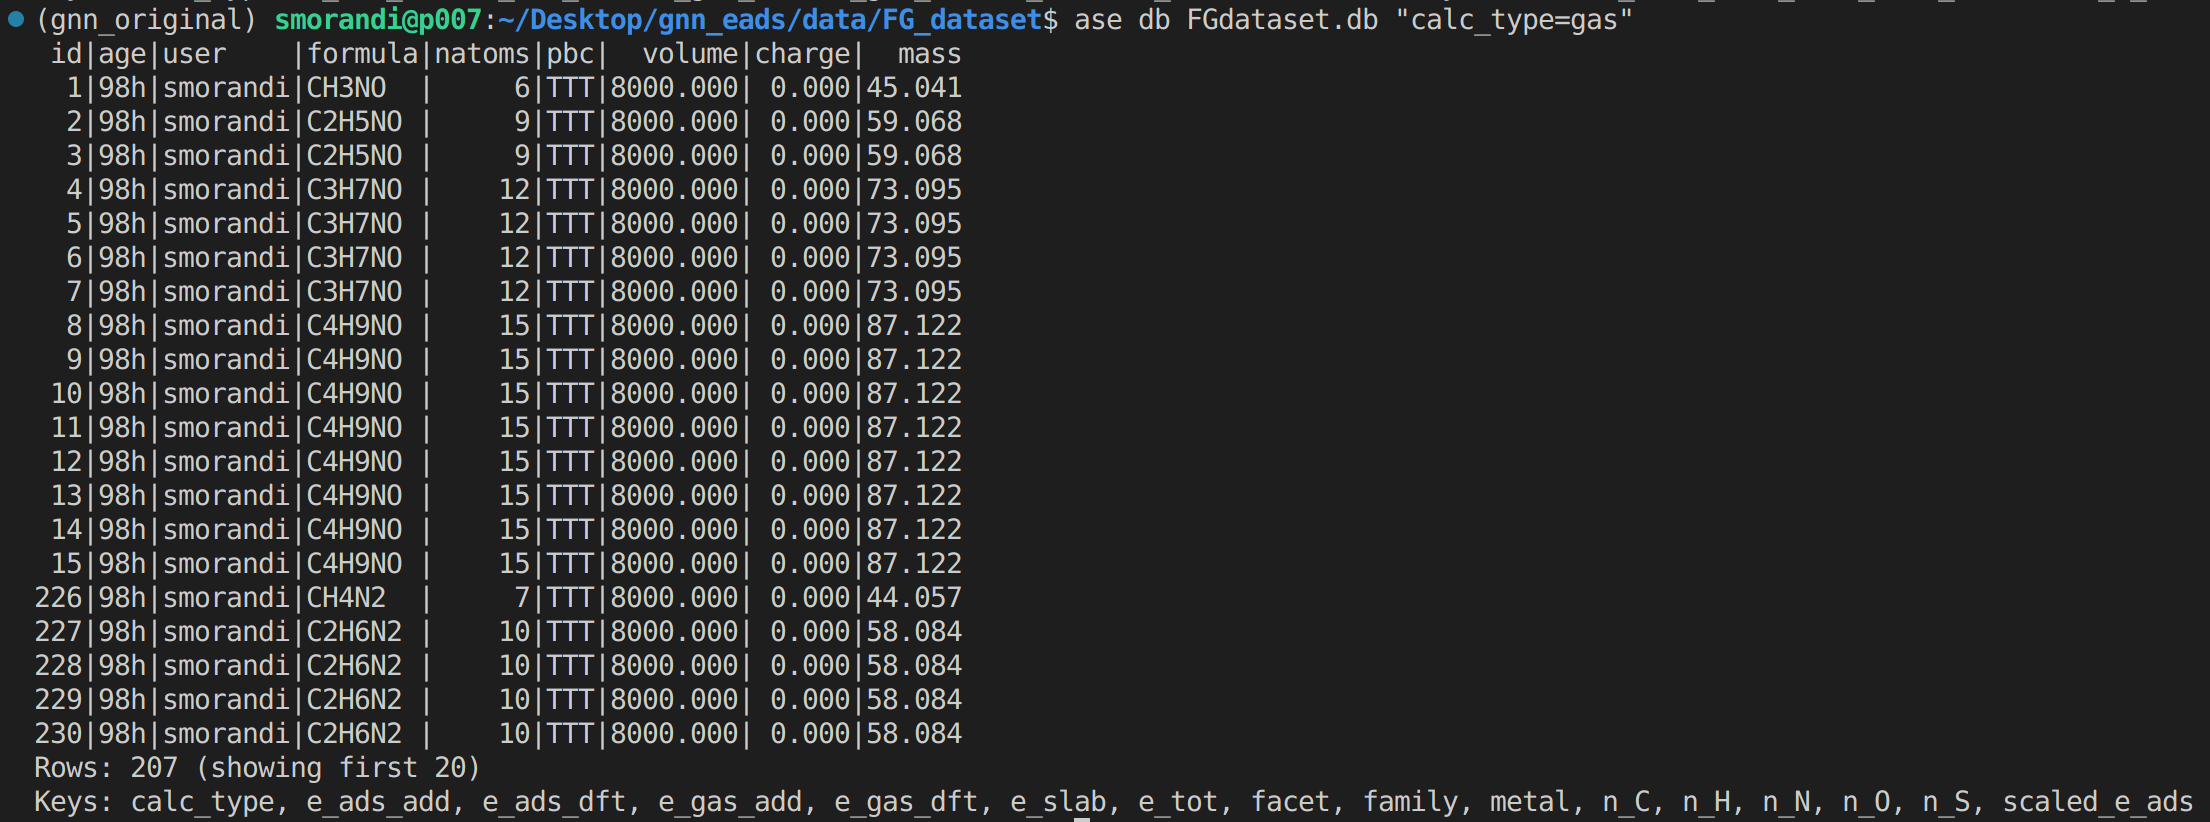 (gnn_original) smorandi@p007:~/Desktop/gnn_eads/data/FG_dataset$ ase db FGdataset.db "calc_type=gas"
 id|age|user    |formula|natoms|pbc|  volume|charge|  mass
  1|98h|smorandi|CH3NO  |     6|TTT|8000.000| 0.000|45.041
  2|98h|smorandi|C2H5NO |     9|TTT|8000.000| 0.000|59.068
  3|98h|smorandi|C2H5NO |     9|TTT|8000.000| 0.000|59.068
  4|98h|smorandi|C3H7NO |    12|TTT|8000.000| 0.000|73.095
  5|98h|smorandi|C3H7NO |    12|TTT|8000.000| 0.000|73.095
  6|98h|smorandi|C3H7NO |    12|TTT|8000.000| 0.000|73.095
  7|98h|smorandi|C3H7NO |    12|TTT|8000.000| 0.000|73.095
  8|98h|smorandi|C4H9NO |    15|TTT|8000.000| 0.000|87.122
  9|98h|smorandi|C4H9NO |    15|TTT|8000.000| 0.000|87.122
 10|98h|smorandi|C4H9NO |    15|TTT|8000.000| 0.000|87.122
 11|98h|smorandi|C4H9NO |    15|TTT|8000.000| 0.000|87.122
 12|98h|smorandi|C4H9NO |    15|TTT|8000.000| 0.000|87.122
 13|98h|smorandi|C4H9NO |    15|TTT|8000.000| 0.000|87.122
 14|98h|smorandi|C4H9NO |    15|TTT|8000.000| 0.000|87.122
 15|98h|smorandi|C4H9NO |    15|TTT|8000.000| 0.000|87.122
226|98h|smorandi|CH4N2  |     7|TTT|8000.000| 0.000|44.057
227|98h|smorandi|C2H6N2 |    10|TTT|8000.000| 0.000|58.084
228|98h|smorandi|C2H6N2 |    10|TTT|8000.000| 0.000|58.084
229|98h|smorandi|C2H6N2 |    10|TTT|8000.000| 0.000|58.084
230|98h|smorandi|C2H6N2 |    10|TTT|8000.000| 0.000|58.084
Rows: 207 (showing first 20)
Keys: calc_type, e_ads_add, e_ads_dft, e_gas_add, e_gas_dft, e_slab, e_tot, facet, family, metal, n_C, n_H, n_N, n_O, n_S, scaled_e_ads